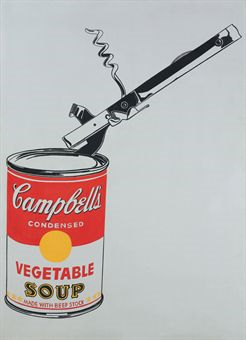 Campbell's
CONDENSED
VEGETABLE
SOUP
MADE WITH BEEF STOCK